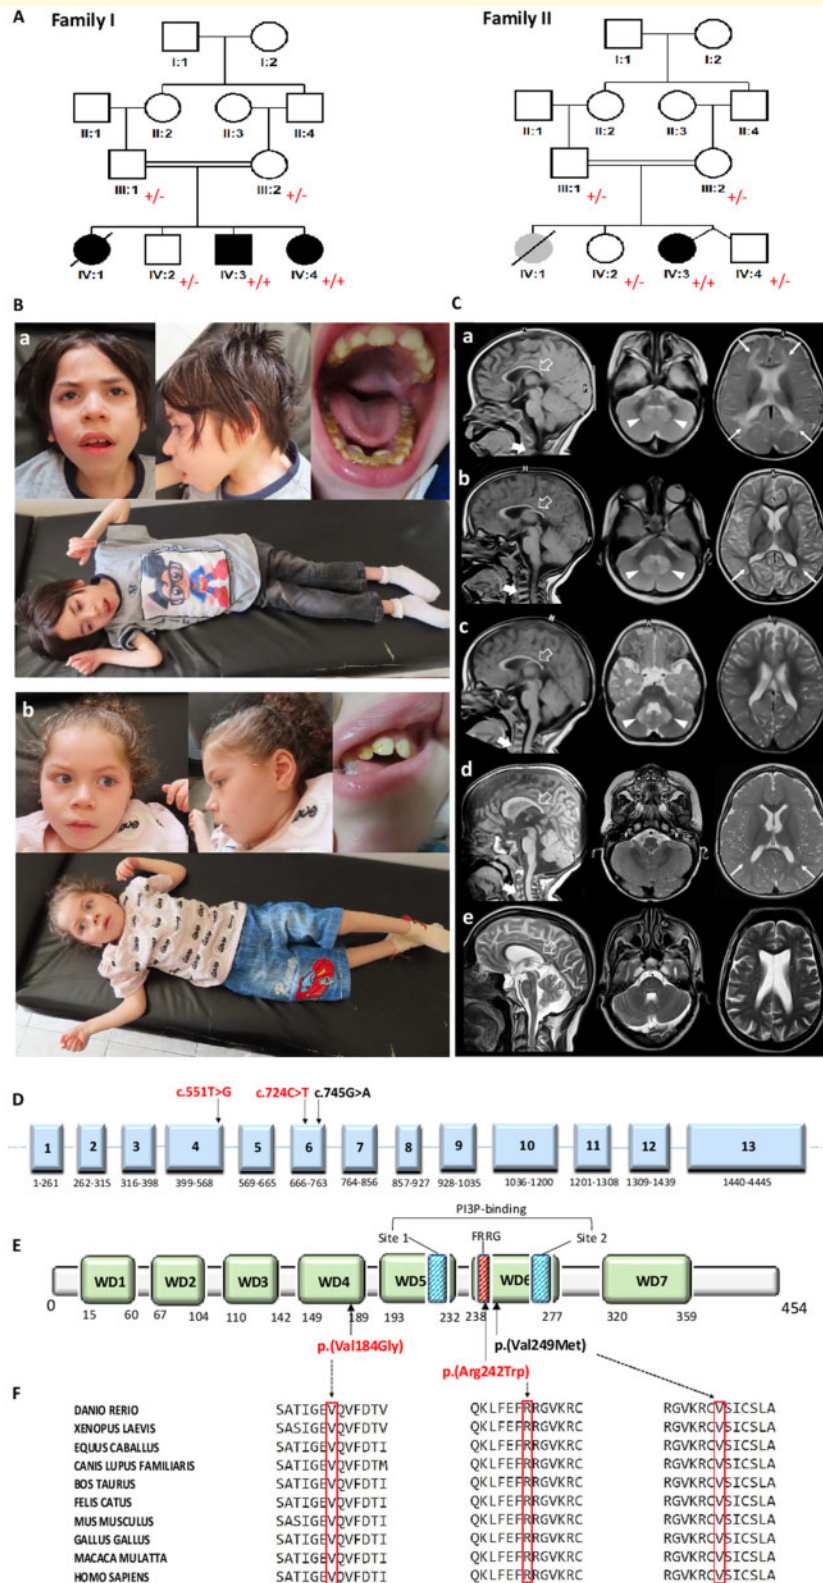 A Family I Family II
I:1 I:2 I:1 I:2
II:1 II:2 II:3 II:4 II:1 II:2 II:3 II:4
III:1 +/- III:2 +/- III:1 +/- III:2 +/-
IV:1 IV:2 +/- IV:3 +/+ IV:4 +/+ IV:1 IV:2 +/- IV:3 +/+ IV:4 +/-
B C
a a
b
c
b d
e
D c.551T>G c.724C>T c.745G>A
1 2 3 4 5 6 7 8 9 10 11 12 13
1-261 262-315 316-398 399-568 569-665 666-763 764-856 857-927 928-1035 1036-1200 1201-1308 1309-1439 1440-4445
PI3P-binding
E Site 1 FRRG Site 2
WD1 WD2 WD3 WD4 WD5 WD6 WD7
0 15 60 67 104 110 142 149 189 193 232 238 277 320 359 454
p.(Val184Gly) p.(Val249Met)
p.(Arg242Trp)
F
DANIO RERIO SATIGEVQVFDTV QKLFEFRRGVKRC RGVKRCVSICSLA
XENOPUS LAEVIS SASIGEVQVFDTI QKLFEFRRGVKRC RGVKRCVSICSLA
EQUUS CABALLUS SATIGEVQVFDTI QKLFEFRRGVKRC RGVKRCVSICSLA
CANIS LUPUS FAMILIARIS SATIGEVQVFDTM QKLFEFRRGVKRC RGVKRCVSICSLA
BOS TAURUS SATIGEVQVFDTI QKLFEFRRGVKRC RGVKRCVSICSLA
FELIS CATUS SATIGEVQVFDTI QKLFEFRRGVKRC RGVKRCVSICSLA
MUS MUSCULUS SASIGEVQVFDTI QKLFEFRRGVKRC RGVKRCVSICSLA
GALLUS GALLUS SATIGEVQVFDTI QKLFEFRRGVKRC RGVKRCVSICSLA
MACACA MULATTA SATIGEVQVFDTI QKLFEFRRGVKRC RGVKRCVSICSLA
HOMO SAPIENS SATIGEVQVFDTI QKLFEFRRGVKRC RGVKRCVSICSLA